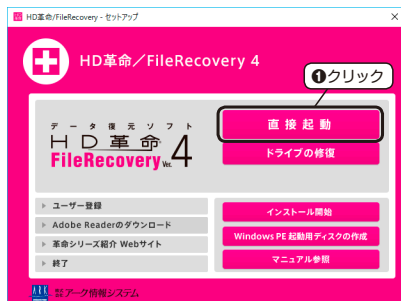 HD革命/FileRecovery - セットアップ
HD革命／FileRecovery 4
❶クリック
データ復元ソフト
HD革命
FileRecovery Ver.4
直接起動
ドライブの修復
ユーザー登録
Adobe Readerのダウンロード
革命シリーズ紹介 Webサイト
終了
インストール開始
Windows PE 起動用ディスクの作成
マニュアル参照
ARK 株式会社アーク情報システム